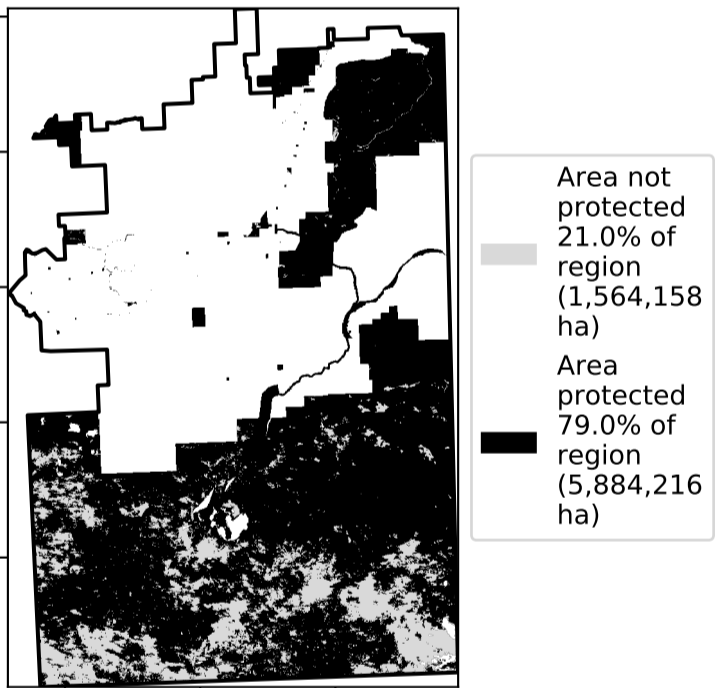 Area not
protected
21.0% of
region
(1,564,158
ha)
Area
protected
79.0% of
region
(5,884,216
ha)